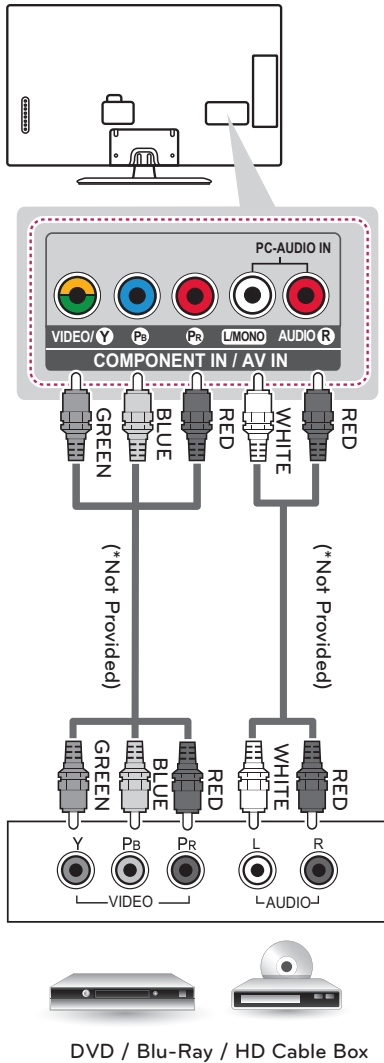 PC-AUDIO IN
VIDEO/ Y PB PR L/MONO AUDIO R
COMPONENT IN / AV IN
GREEN BLUE RED WHITE RED
(*Not Provided) (*Not Provided)
GREEN BLUE RED WHITE RED
Y PB PR L R
VIDEO AUDIO
DVD / Blu-Ray / HD Cable Box